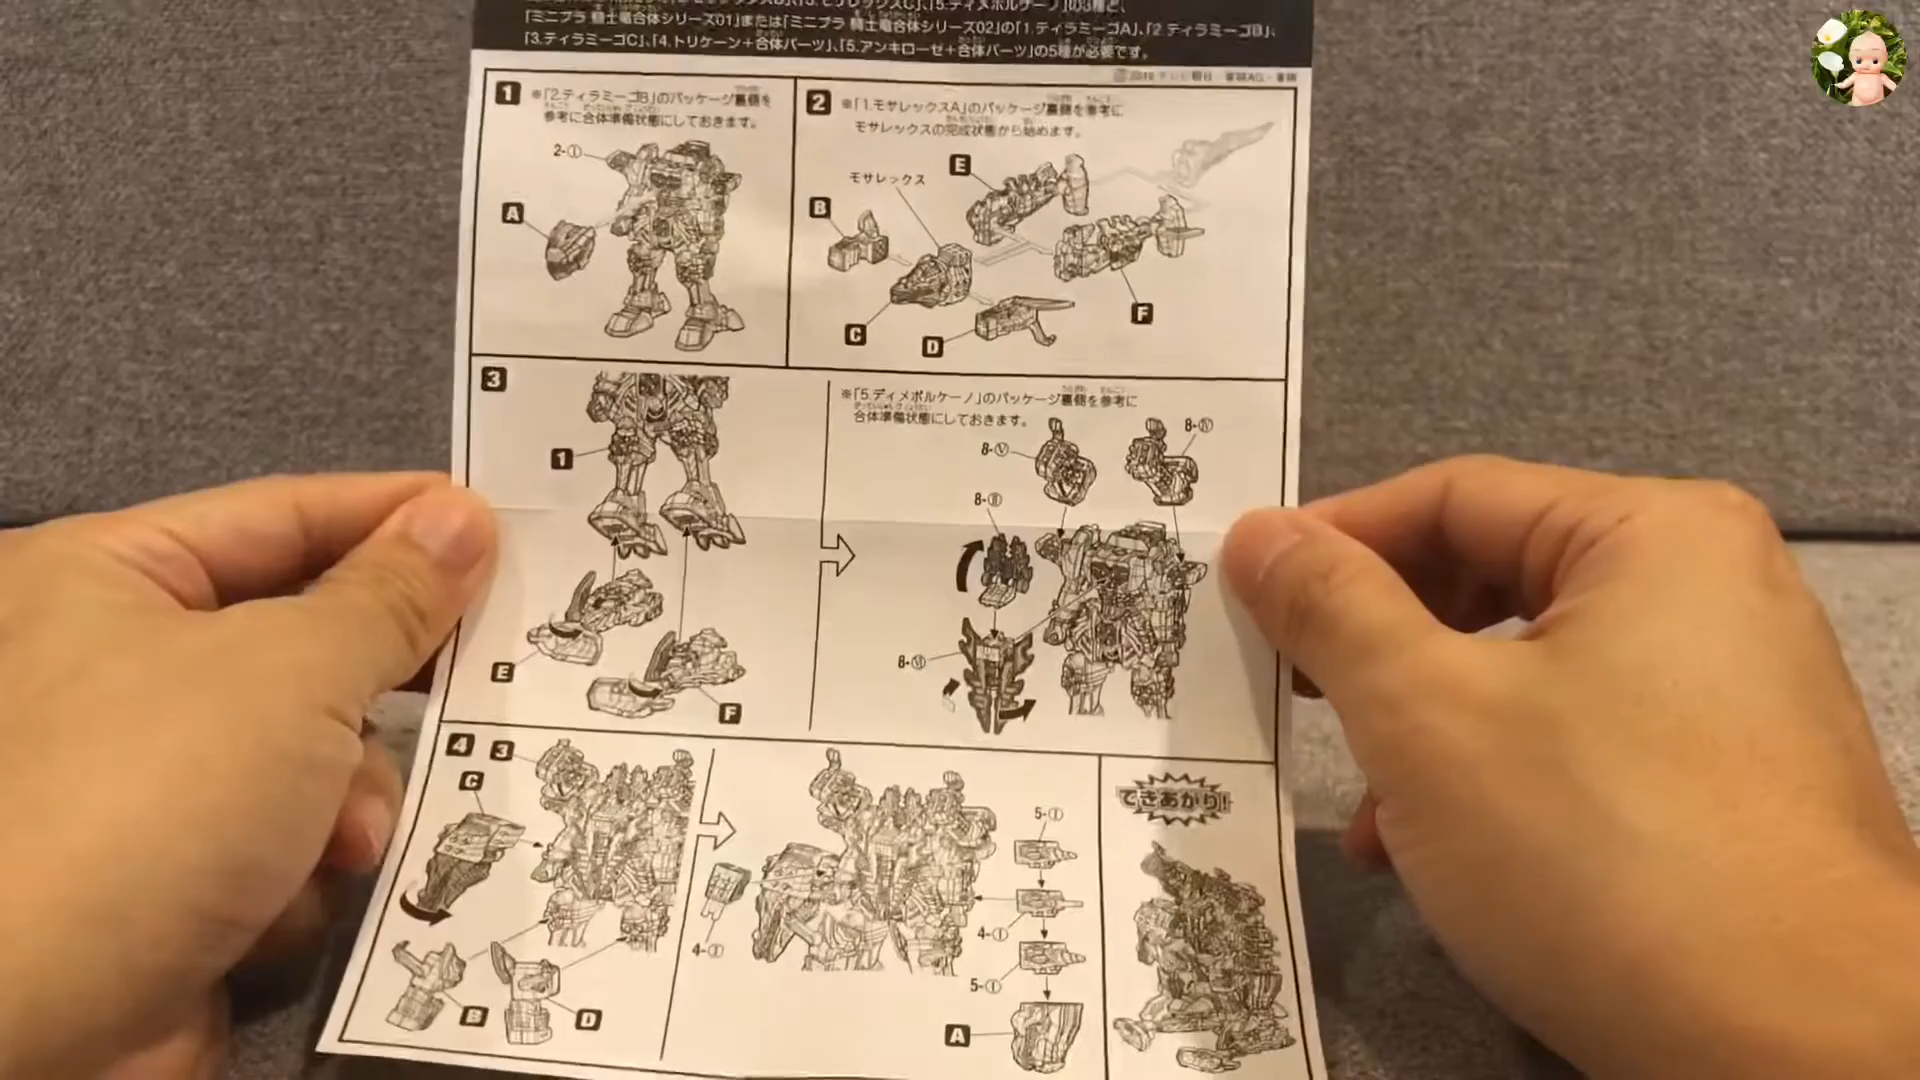 「ミニプラ 騎士竜合体シリーズ01」または「ミニプラ 騎士竜合体シリーズ02」の「1.ティラミーゴA」、「2.ティラミーゴB」、
「3.ティラミーゴC」、「4.トリケーン+合体パーツ」、「5.アンキローゼ+合体パーツ」の5種が必要です。
1
※「2.ティラミーゴB」のパッケージ裏側を
参考に合体準備状態にしておきます。
2-①
A
2
※「1.モサレックスA」のパッケージ裏側を参考に
モサレックスの完成状態から始めます。
E
モサレックス
B
C
D
F
3
1
E
F
※「5.ディメボルケーノ」のパッケージ裏側を参考に
合体準備状態にしておきます。
8-Ⅳ
8-Ⅴ
8-Ⅱ
8-Ⅵ
4
3
C
B
D
4-①
5-①
4-①
5-①
A
できあがり!